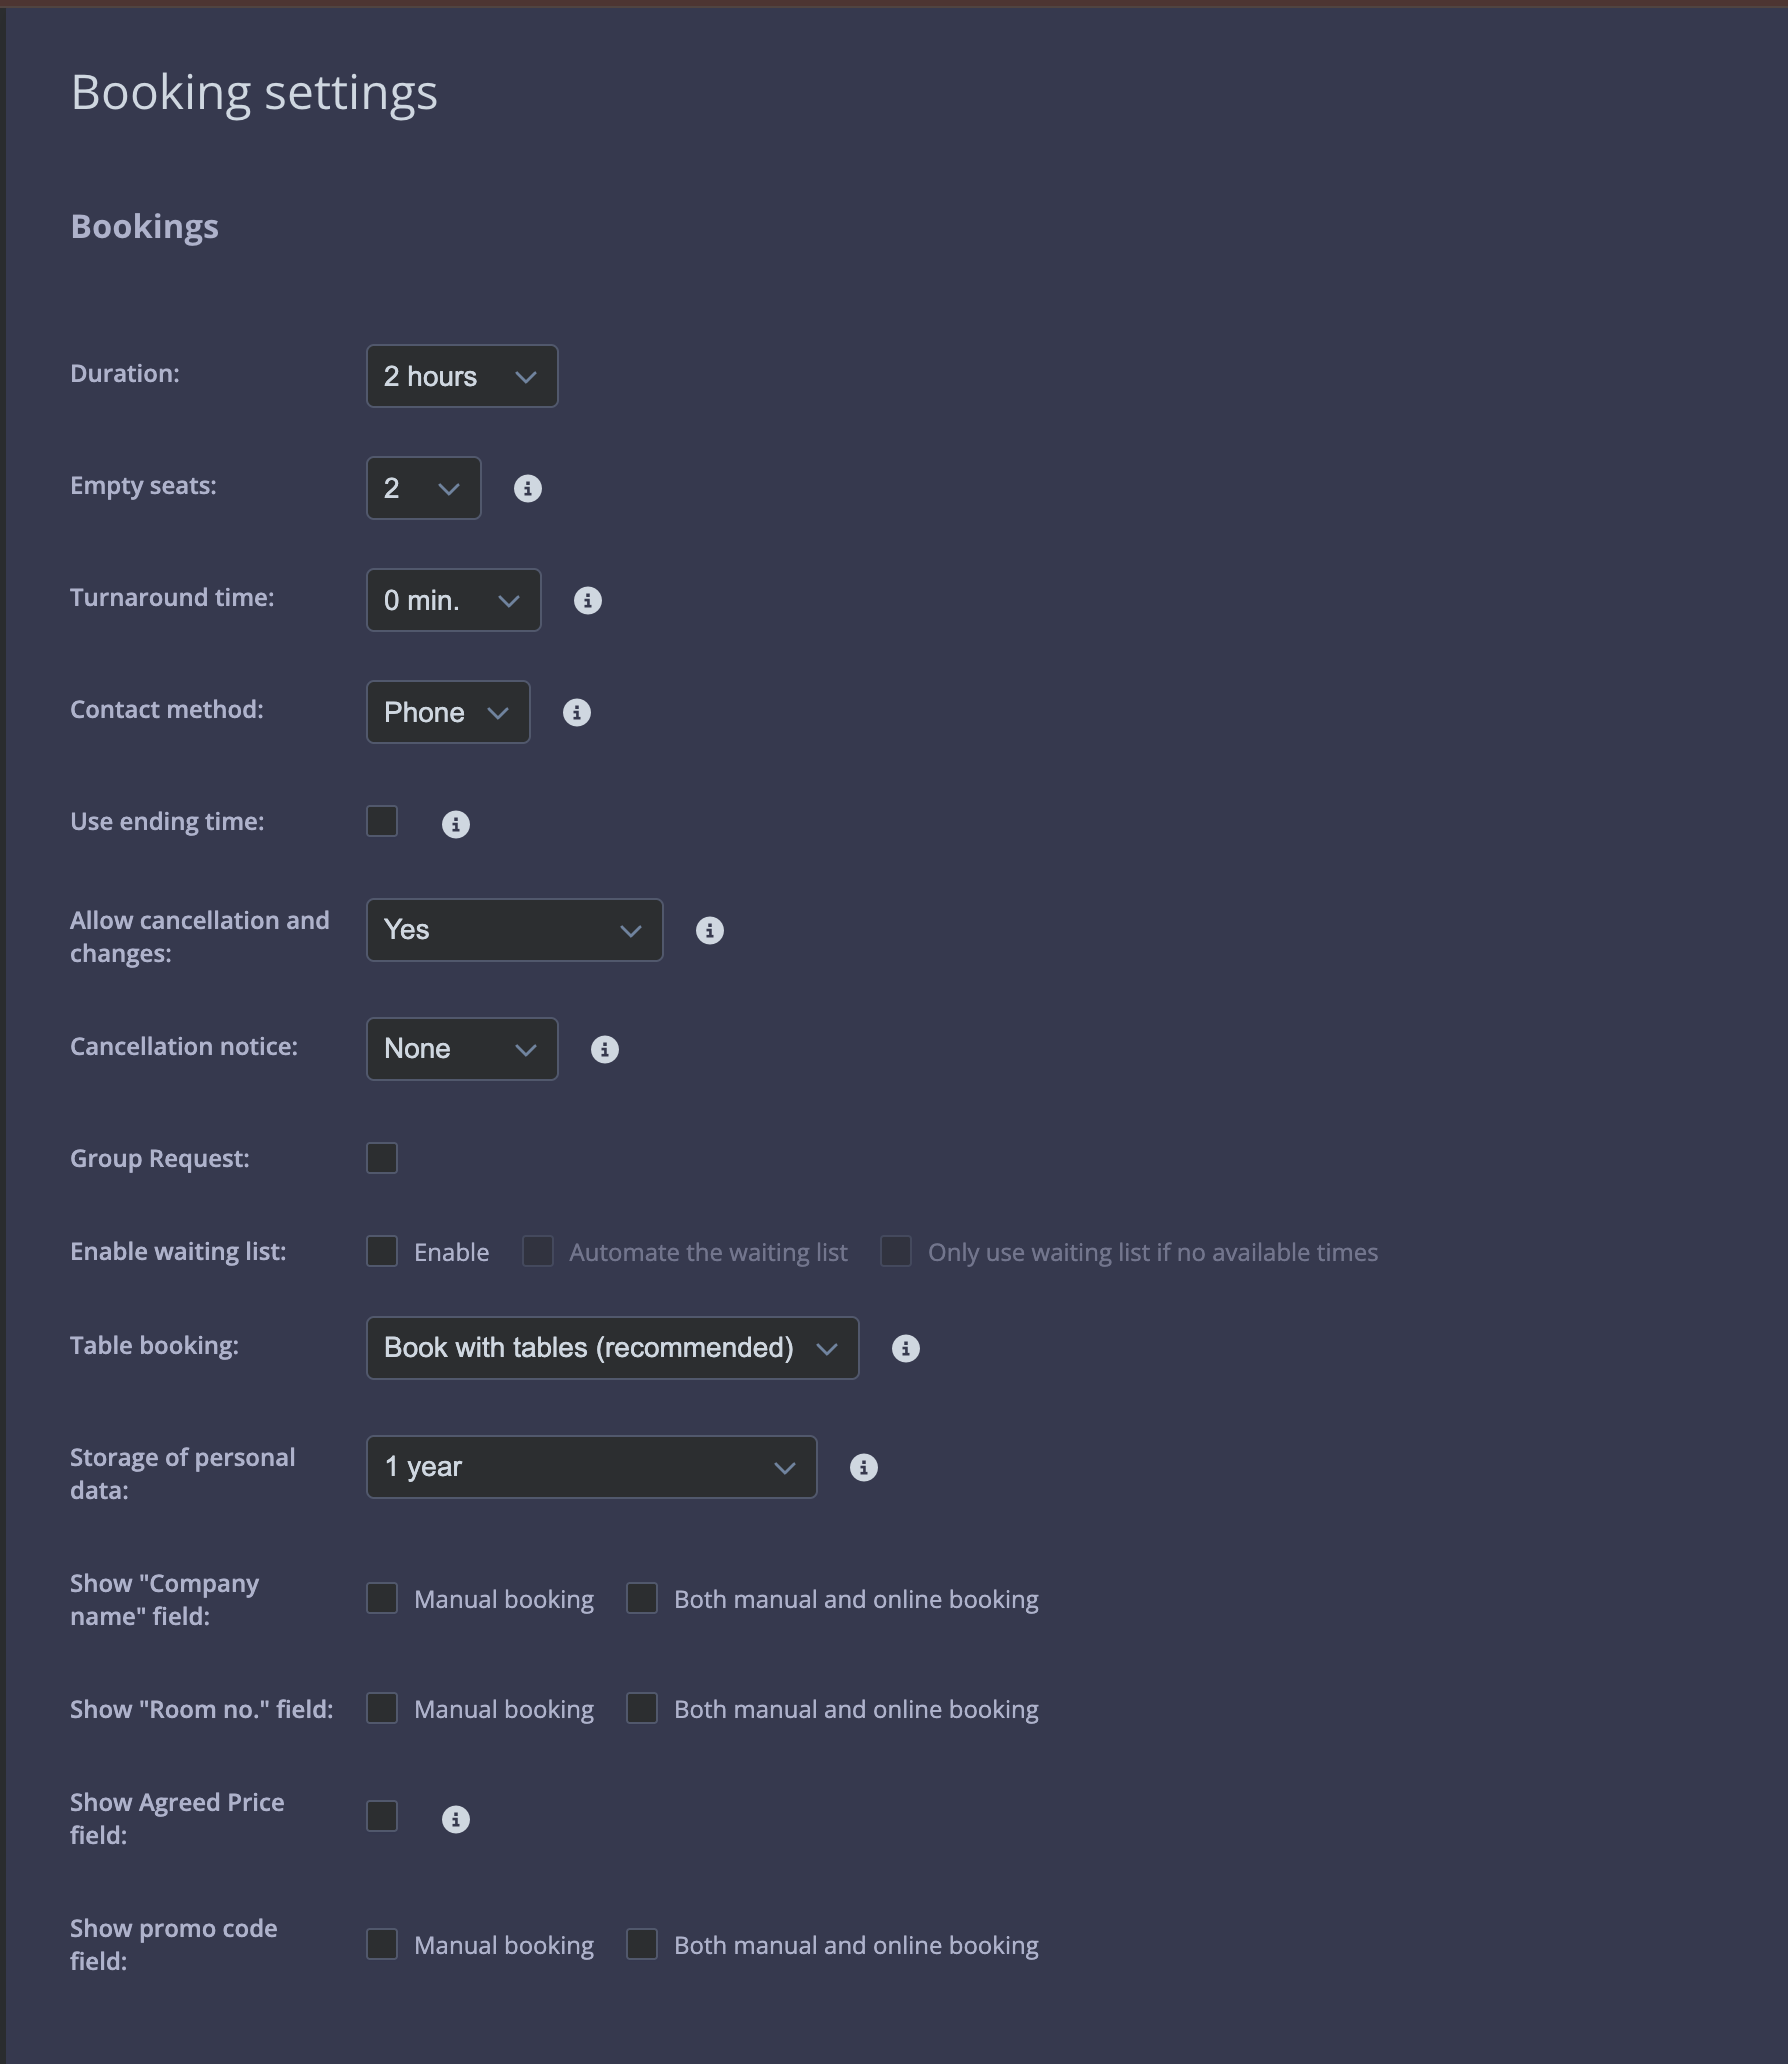 Booking settings
Bookings
Duration: 2 hours
Empty seats: 2
Turnaround time: 0 min.
Contact method: Phone
Use ending time:
Allow cancellation and
changes: Yes
Cancellation notice: None
Group Request:
Enable waiting list: Enable Automate the waiting list Only use waiting list if no available times
Table booking: Book with tables (recommended)
Storage of personal
data: 1 year
Show "Company
name" field: Manual booking Both manual and online booking
Show "Room no." field: Manual booking Both manual and online booking
Show Agreed Price
field:
Show promo code
field: Manual booking Both manual and online booking